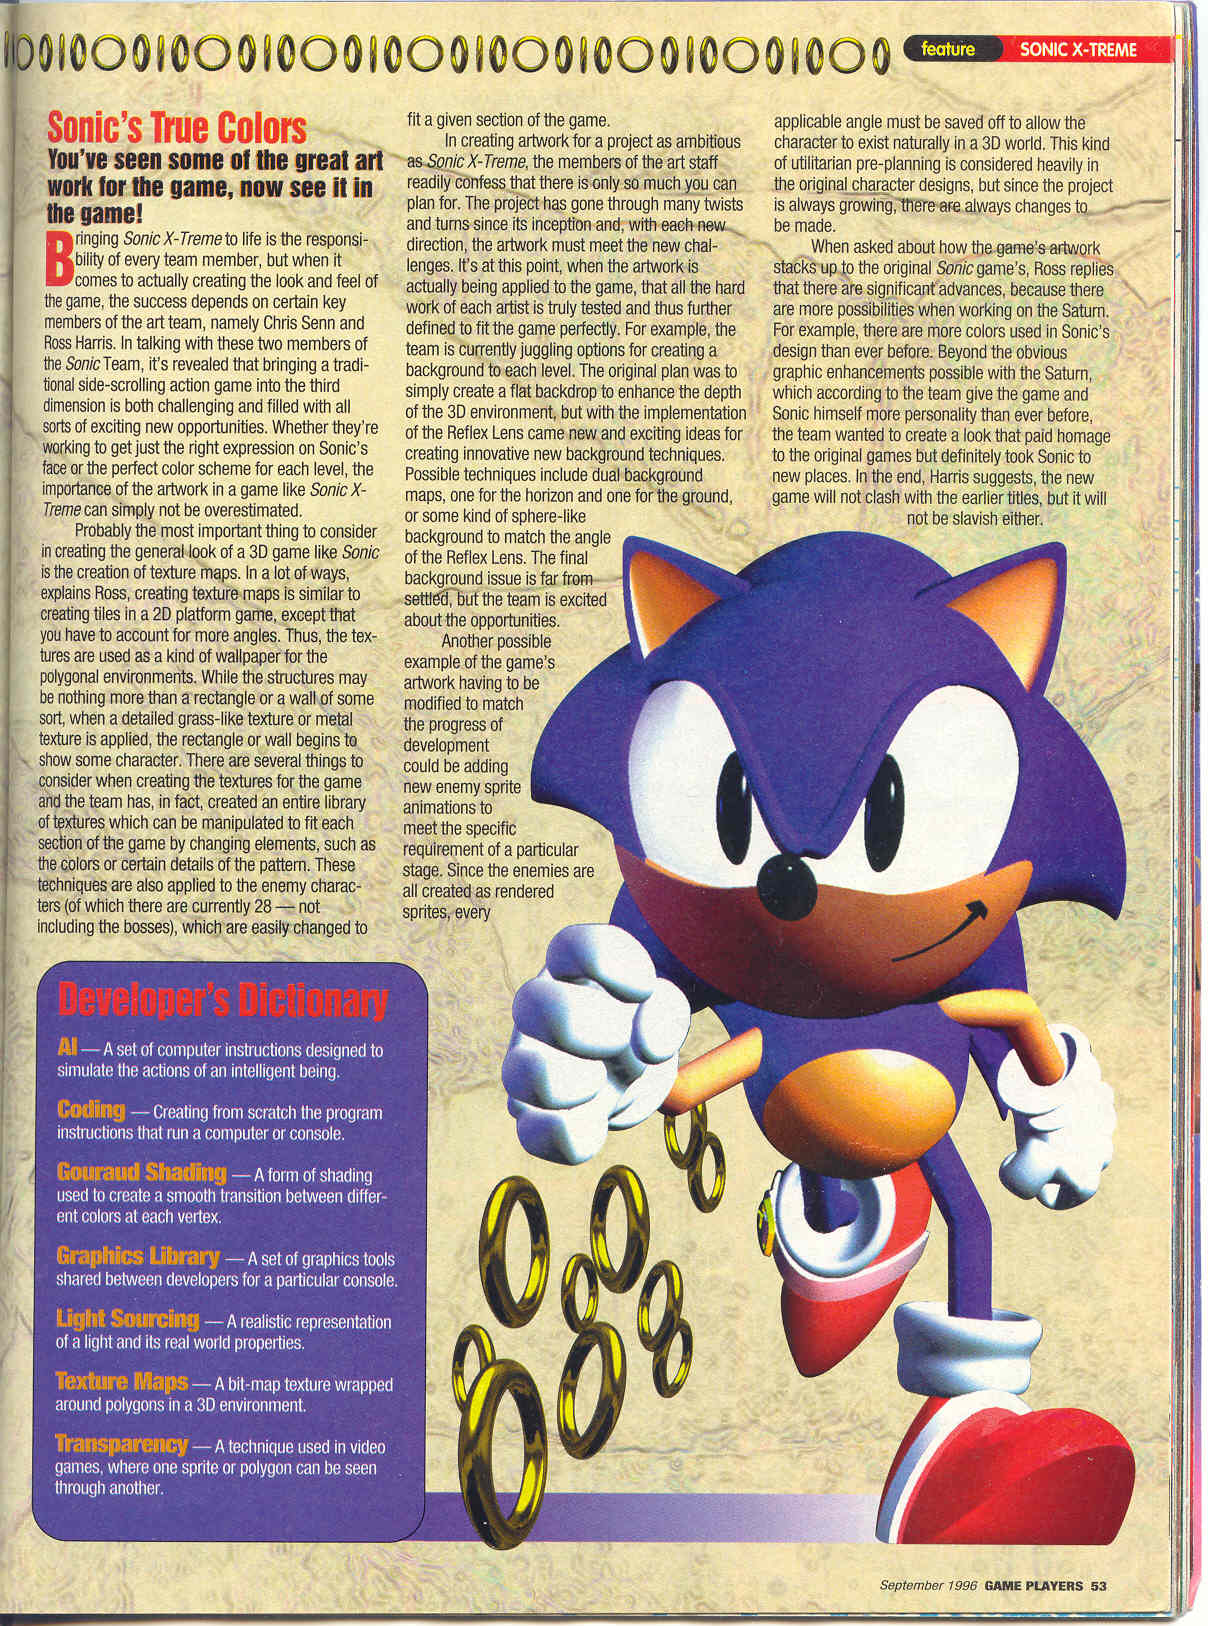 feature SONIC X-TREME
Sonic's True Colors
You've seen some of the great art
work for the game, now see it in
the game!
Bringing Sonic X-Treme to life is the responsi-
bility of every team member, but when it
comes to actually creating the look and feel of
the game, the success depends on certain key
members of the art team, namely Chris Senn and
Ross Harris. In talking with these two members of
the Sonic Team, it's revealed that bringing a tradi-
tional side-scrolling action game into the third
dimension is both challenging and filled with all
sorts of exciting new opportunities. Whether they're
working to get just the right expression on Sonic's
face or the perfect color scheme for each level, the
importance of the artwork in a game like Sonic X-
Treme can simply not be overestimated.
Probably the most important thing to consider
in creating the general look of a 3D game like Sonic
is the creation of texture maps. In a lot of ways,
explains Ross, creating texture maps is similar to
creating tiles in a 2D platform game, except that
you have to account for more angles. Thus, the tex-
tures are used as a kind of wallpaper for the
polygonal environments. While the structures may
be nothing more than a rectangle or a wall of some
sort, when a detailed grass-like texture or metal
texture is applied, the rectangle or wall begins to
show some character. There are several things to
consider when creating the textures for the game
and the team has, in fact, created an entire library
of textures which can be manipulated to fit each
section of the game by changing elements, such as
the colors or certain details of the pattern. These
techniques are also applied to the enemy charac-
ters (of which there are currently 28 — not
including the bosses), which are easily changed to
fit a given section of the game.
In creating artwork for a project as ambitious
as Sonic X-Treme, the members of the art staff
readily confess that there is only so much you can
plan for. The project has gone through many twists
and turns since its inception and, with each new
direction, the artwork must meet the new chal-
lenges. It's at this point, when the artwork is
actually being applied to the game, that all the hard
work of each artist is truly tested and thus further
defined to fit the game perfectly. For example, the
team is currently juggling options for creating a
background to each level. The original plan was to
simply create a flat backdrop to enhance the depth
of the 3D environment, but with the implementation
of the Reflex Lens came new and exciting ideas for
creating innovative new background techniques.
Possible techniques include dual background
maps, one for the horizon and one for the ground,
or some kind of sphere-like
background to match the angle
of the Reflex Lens. The final
background issue is far from
settled, but the team is excited
about the opportunities.
Another possible
example of the game's
artwork having to be
modified to match
the progress of
development
could be adding
new enemy sprite
animations to
meet the specific
requirement of a particular
stage. Since the enemies are
all created as rendered
sprites, every
applicable angle must be saved off to allow the
character to exist naturally in a 3D world. This kind
of utilitarian pre-planning is considered heavily in
the original character designs, but since the project
is always growing, there are always changes to
be made.
When asked about how the game's artwork
stacks up to the original Sonic game's, Ross replies
that there are significant advances, because there
are more possibilities when working on the Saturn.
For example, there are more colors used in Sonic's
design than ever before. Beyond the obvious
graphic enhancements possible with the Saturn,
which according to the team give the game and
Sonic himself more personality than ever before,
the team wanted to create a look that paid homage
to the original games but definitely took Sonic to
new places. In the end, Harris suggests, the new
game will not clash with the earlier titles, but it will
not be slavish either.
Developer's Dictionary
AI — A set of computer instructions designed to
simulate the actions of an intelligent being.
Coding — Creating from scratch the program
instructions that run a computer or console.
Gouraud Shading — A form of shading
used to create a smooth transition between differ-
ent colors at each vertex.
Graphics Library — A set of graphics tools
shared between developers for a particular console.
Light Sourcing — A realistic representation
of a light and its real world properties.
Texture Maps — A bit-map texture wrapped
around polygons in a 3D environment.
Transparency — A technique used in video
games, where one sprite or polygon can be seen
through another.
September 1996 GAME PLAYERS 53